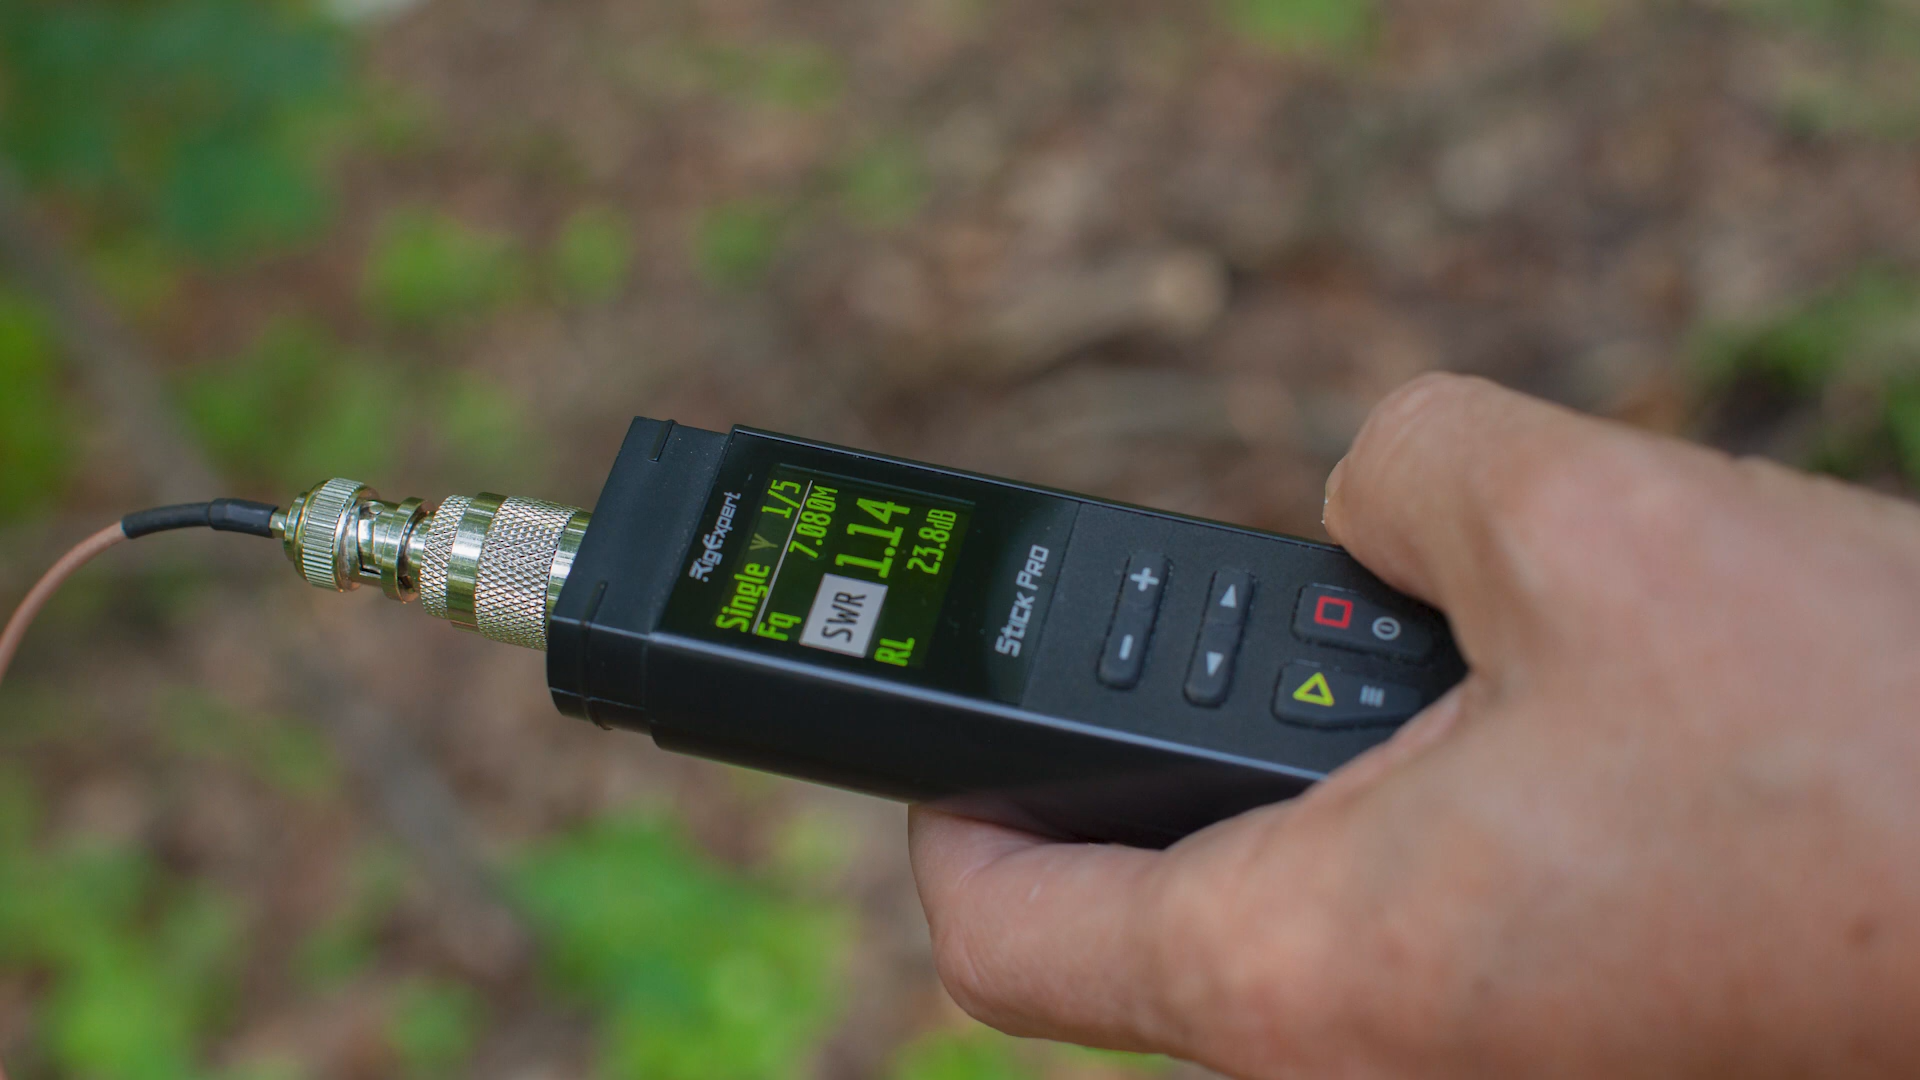 RigExpert
Single 1/5
Fq 7.080M
SWR 1.14
RL 23.8dB
Stick Pro
+
-